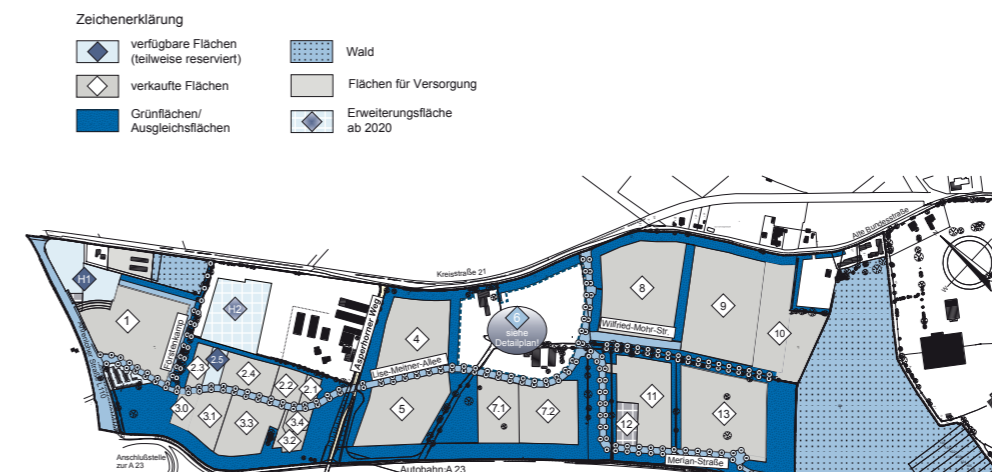 Zeichenerklärung
verfügbare Flächen
(teilweise reserviert)
Wald
verkaufte Flächen
Flächen für Versorgung
Grünflächen/
Ausgleichsflächen
Erweiterungsfläche
ab 2020
Alte Bundesstraße
Kreisstraße 21
H1
H2
1
Fürstenkamp
Asperhorner Weg
4
6
siehe
Detailplan!
8
9
10
Wilfried-Mohr-Str.
Lise-Meitner-Allee
2.3
2.5
2.4
2.2
2.1
3.0
3.1
3.3
3.4
3.2
5
7.1
7.2
11
12
13
L 110
Merian-Straße
Anschlußstelle
zur A 23
Autobahn A 23
W